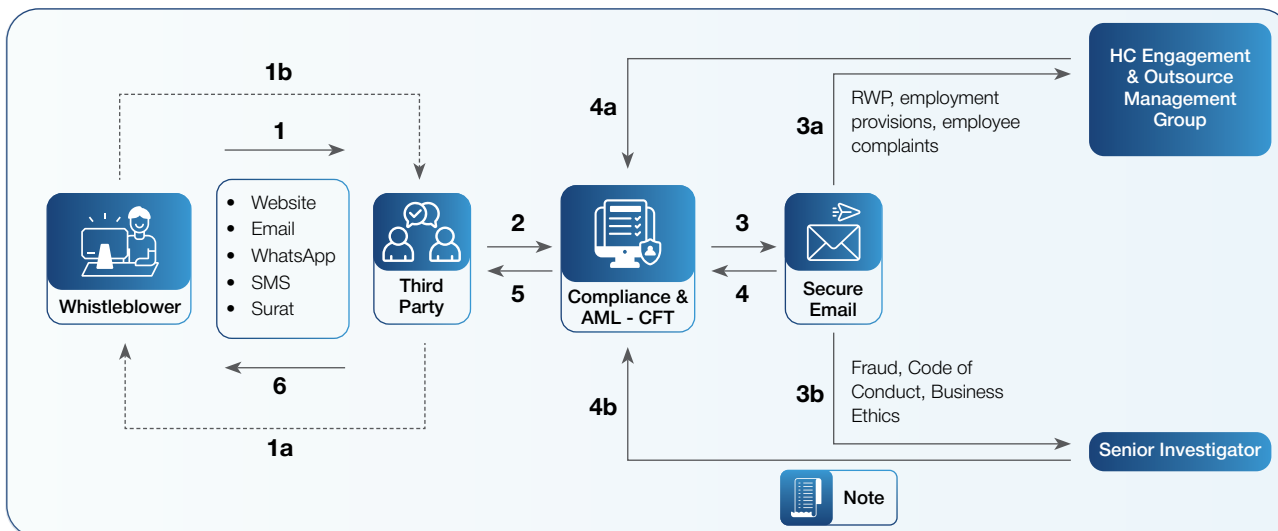 1b
1
Website
Email
WhatsApp
SMS
Surat
Whistleblower
Third
Party
6
1a
2
5
Compliance &
AML - CFT
3
4
Secure
Email
4a
3a
RWP, employment
provisions, employee
complaints
HC Engagement
& Outsource
Management
Group
4b
3b
Fraud, Code of
Conduct, Business
Ethics
Senior Investigator
Note